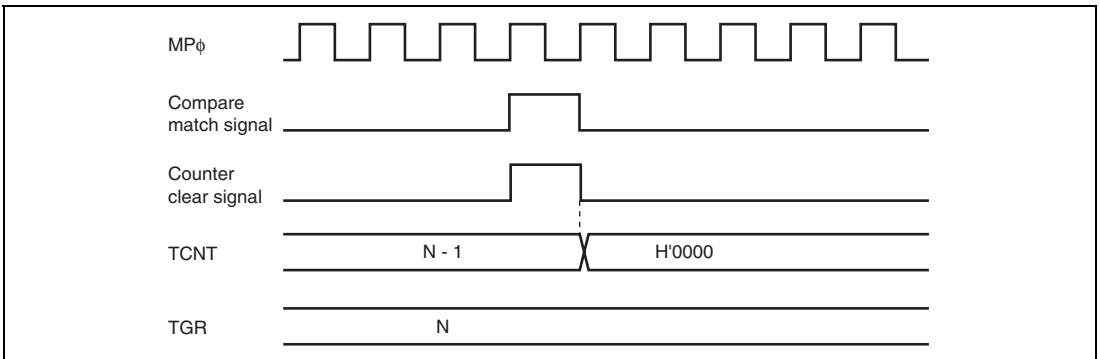 MPφ
Compare
match signal
Counter
clear signal
TCNT
N - 1
H'0000
TGR
N